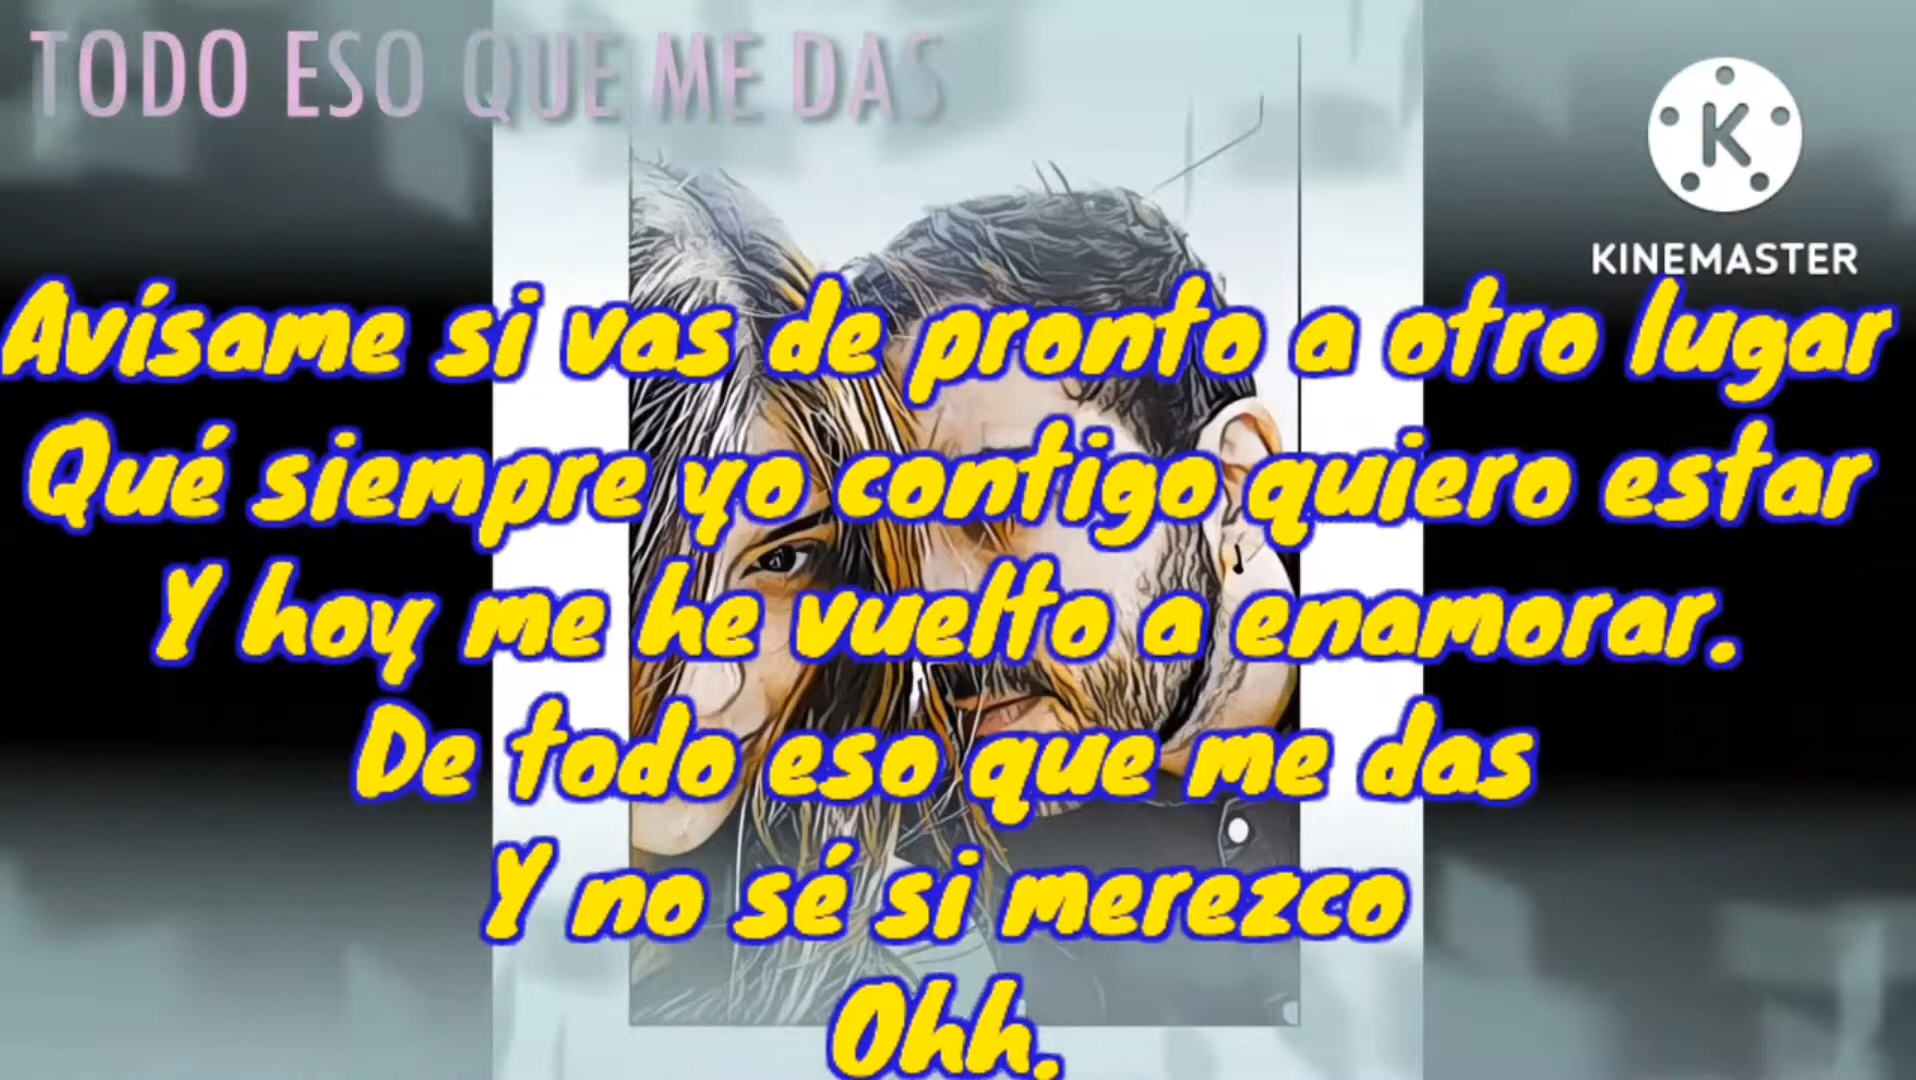 TODO ESO QUE ME DAS
K
KINEMASTER
Avísame si vas de pronto a otro lugar
Qué siempre yo contigo quiero estar
Y hoy me he vuelto a enamorar.
De todo eso que me das
Y no sé si merezco
Ohh.